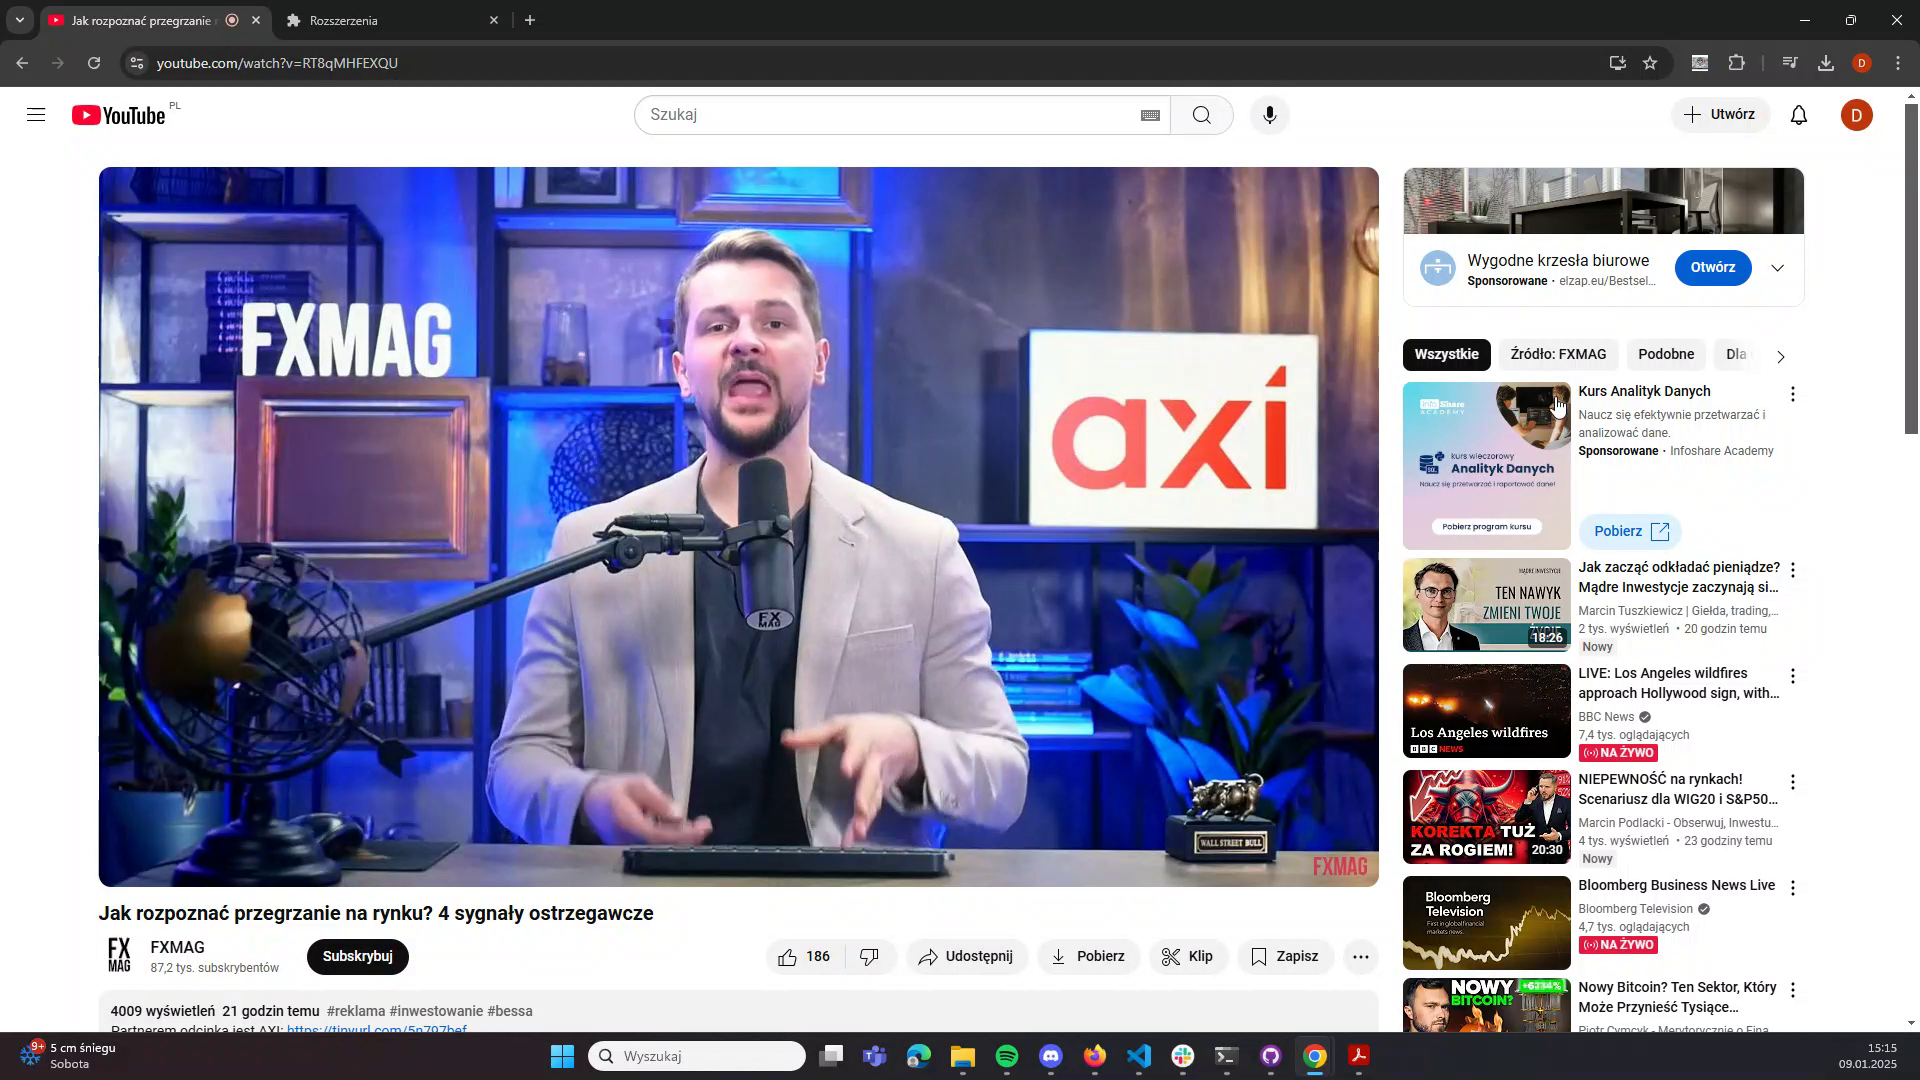 Jak rozpoznać przegrzanie
Rozszerzenia
youtube.com/watch?v=RT8qMHFEXQU
D
YouTube PL
Szukaj
Utwórz
D
FXMAG
axi
FX
MAG
WALL STREET BULL
FXMAG
Jak rozpoznać przegrzanie na rynku? 4 sygnały ostrzegawcze
FX
MAG
FXMAG
87,2 tys. subskrybentów
Subskrybuj
186
Udostępnij
Pobierz
Klip
Zapisz
4009 wyświetleń 21 godzin temu #reklama #inwestowanie #bessa
Partnerem odcinka jest AXI: https://tinyurl.com/5n797bef
Wygodne krzesła biurowe
Sponsorowane · elzap.eu/Bestsel...
Otwórz
Wszystkie
Źródło: FXMAG
Podobne
Dla
info Share
ACADEMY
kurs wieczorowy
Analityk Danych
Naucz się przetwarzać i raportować dane!
Pobierz program kursu
Kurs Analityk Danych
Naucz się efektywnie przetwarzać i
analizować dane.
Sponsorowane · Infoshare Academy
Pobierz
MĄDRE INWESTYCJE
TEN NAWYK
ZMIENI TWOJE
18:26
Jak zacząć odkładać pieniądze?
Mądre Inwestycje zaczynają si...
Marcin Tuszkiewicz | Giełda, trading,...
2 tys. wyświetleń • 20 godzin temu
Nowy
Los Angeles wildfires
BBC NEWS
LIVE: Los Angeles wildfires
approach Hollywood sign, with...
BBC News
7,4 tys. oglądających
NA ŻYWO
KOREKTA TUŻ
ZA ROGIEM!
20:30
NIEPEWNOŚĆ na rynkach!
Scenariusz dla WIG20 i S&P50...
Marcin Podlacki - Obserwuj, Inwestu...
4 tys. wyświetleń • 23 godziny temu
Nowy
Bloomberg
Television
First in global financial
markets news.
Bloomberg Business News Live
Bloomberg Television
4,7 tys. oglądających
NA ŻYWO
NOWY
BITCOIN?
+6234%
Nowy Bitcoin? Ten Sektor, Który
Może Przynieść Tysiące...
Piotr Cymcyk - Merytorycznie o Fina...
9+
5 cm śniegu
Sobota
Wyszukaj
15:15
09.01.2025